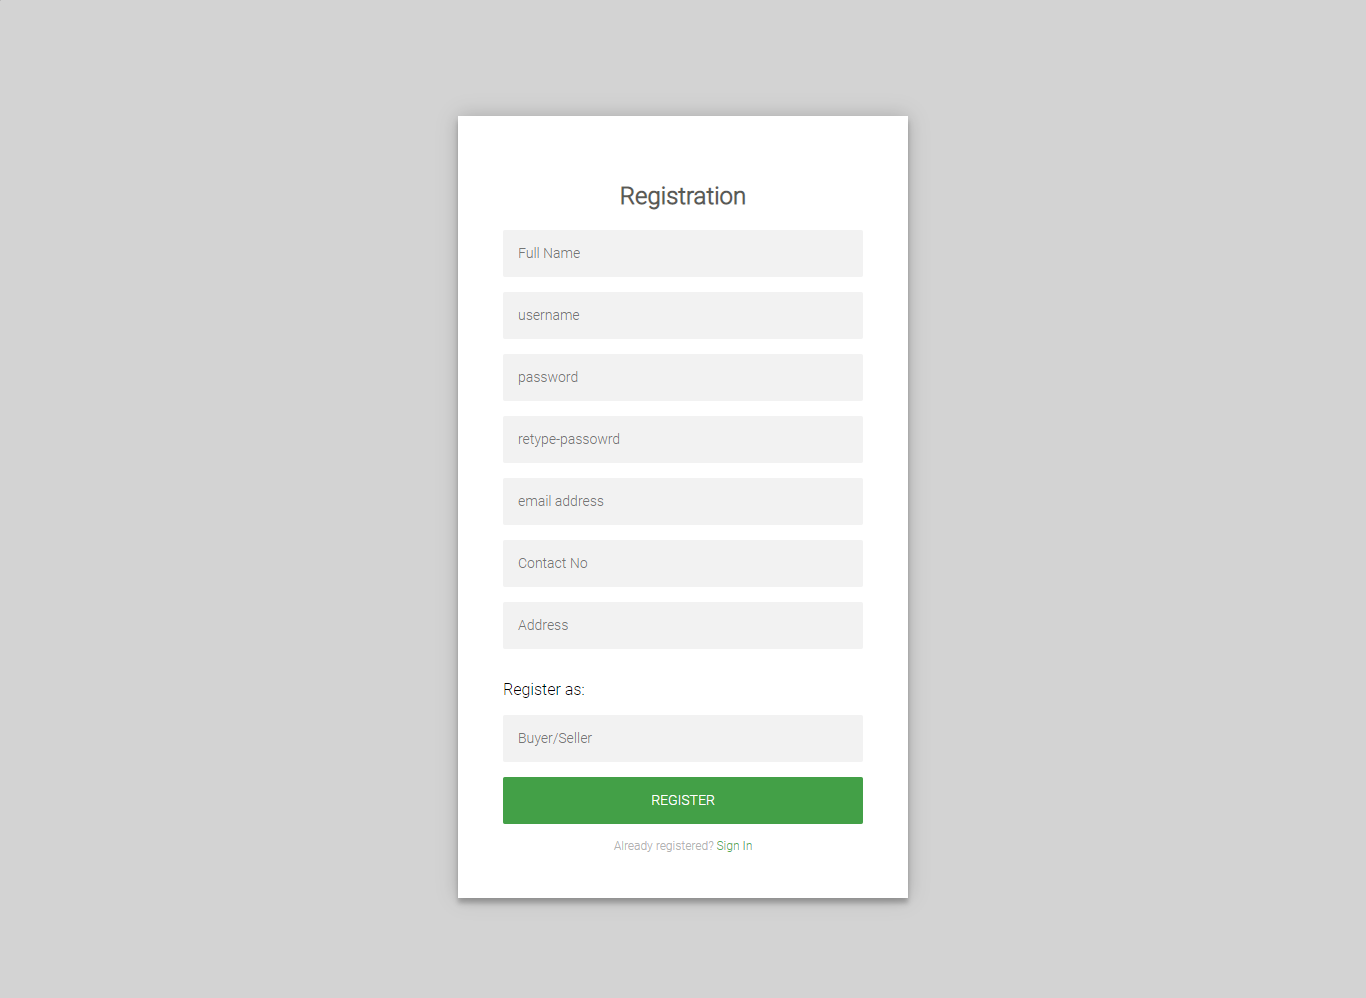 Registration
Full Name
username
password
retype-passowrd
email address
Contact No
Address
Register as:
Buyer/Seller
REGISTER
Already registered? Sign In